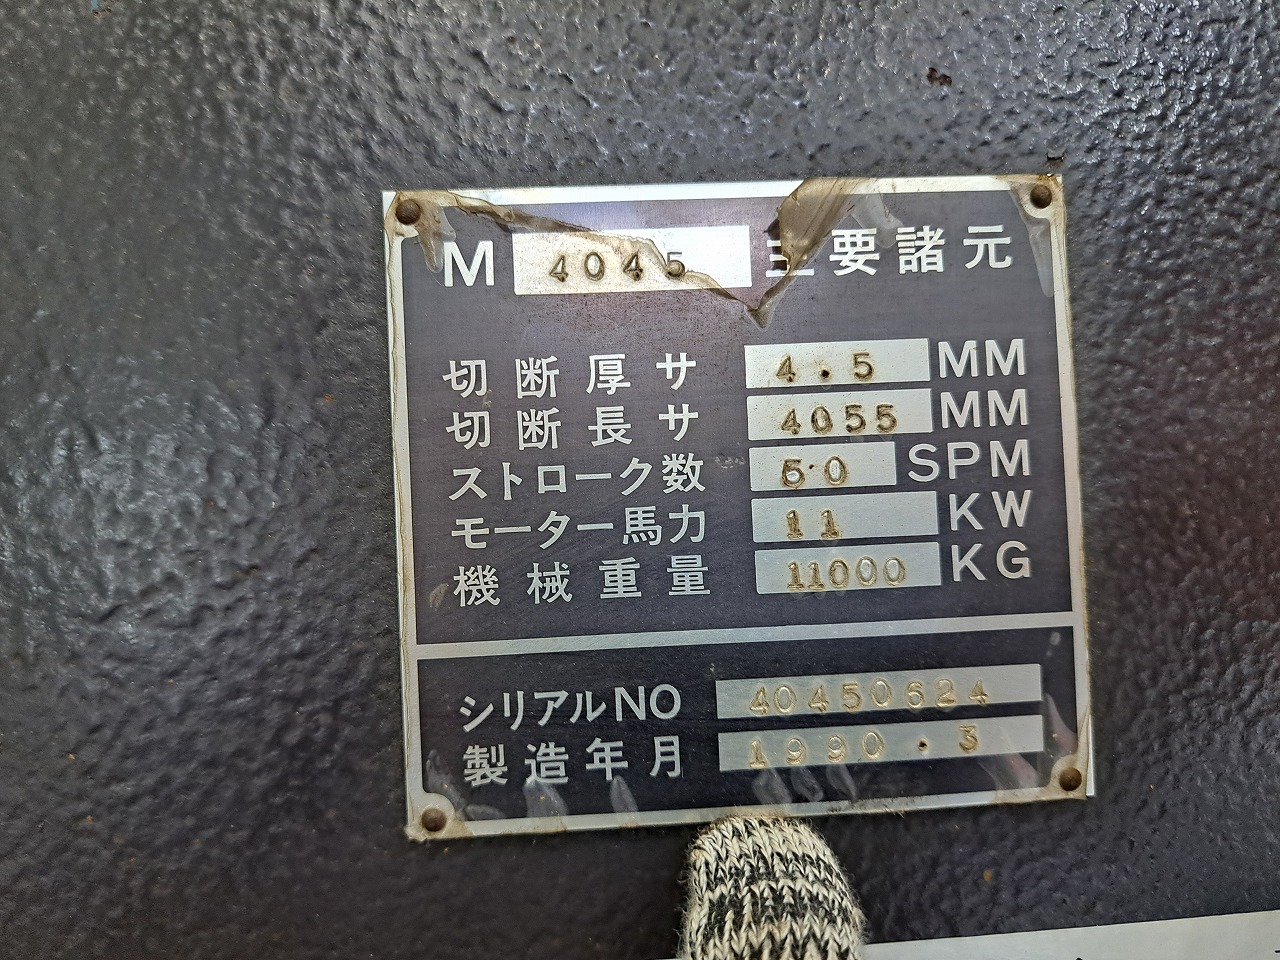 M 4045 主要諸元
切断厚サ 4.5 MM
切断長サ 4055 MM
ストローク数 50 SPM
モーター馬力 11 KW
機械重量 11000 KG
シリアルNO 40450624
製造年月 1990.3